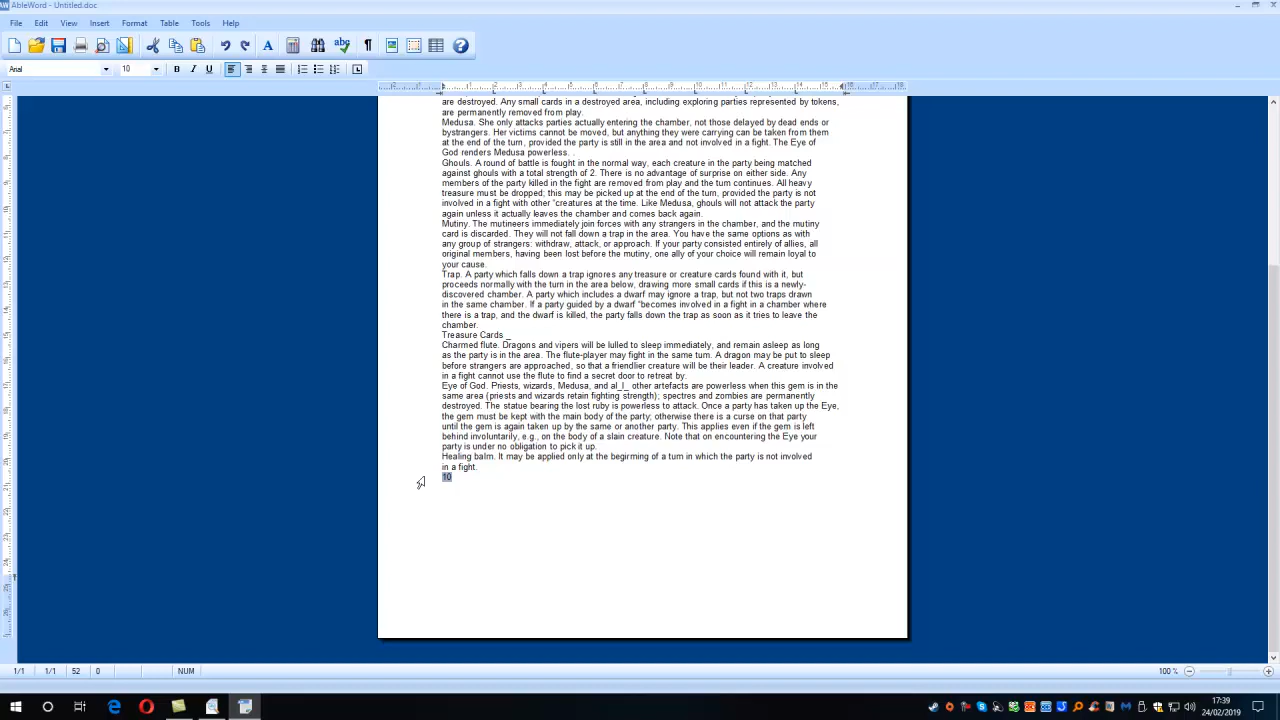 AbleWord - Untitled.doc
File Edit View Insert Format Table Tools Help
Arial 10 B I U
are destroyed. Any small cards in a destroyed area, including exploring parties represented by tokens,
are permanently removed from play.
Medusa. She only attacks parties actually entering the chamber, not those delayed by dead ends or
bystrangers. Her victims cannot be moved, but anything they were carrying can be taken from them
at the end of the turn, provided the party is still in the area and not involved in a fight. The Eye of
God renders Medusa powerless.
Ghouls. A round of battle is fought in the normal way, each creature in the party being matched
against ghouls with a total strength of 2. There is no advantage of surprise on either side. Any
members of the party killed in the fight are removed from play and the turn continues. All heavy
treasure must be dropped; this may be picked up at the end of the turn, provided the party is not
involved in a fight with other "creatures at the time. Like Medusa, ghouls will not attack the party
again unless it actually leaves the chamber and comes back again.
Mutiny. The mutineers immediately join forces with any strangers in the chamber, and the mutiny
card is discarded. They will not fall down a trap in the area. You have the same options as with
any group of strangers: withdraw, attack, or approach. If your party consisted entirely of allies, all
original members, having been lost before the mutiny, one ally of your choice will remain loyal to
your cause.
Trap. A party which falls down a trap ignores any treasure or creature cards found with it, but
proceeds normally with the turn in the area below, drawing more small cards if this is a newly-
discovered chamber. A party which includes a dwarf may ignore a trap, but not two traps drawn
in the same chamber. If a party guided by a dwarf "becomes involved in a fight in a chamber where
there is a trap, and the dwarf is killed, the party falls down the trap as soon as it tries to leave the
chamber.
Treasure Cards _
Charmed flute. Dragons and vipers will be lulled to sleep immediately, and remain asleep as long
as the party is in the area. The flute-player may fight in the same turn. A dragon may be put to sleep
before strangers are approached, so that a friendlier creature will be their leader. A creature involved
in a fight cannot use the flute to find a secret door to retreat by.
Eye of God. Priests, wizards, Medusa, and al_l_ other artefacts are powerless when this gem is in the
same area (priests and wizards retain fighting strength); spectres and zombies are permanently
destroyed. The statue bearing the lost ruby is powerless to attack. Once a party has taken up the Eye,
the gem must be kept with the main body of the party; otherwise there is a curse on that party
until the gem is again taken up by the same or another party. This applies even if the gem is left
behind involuntarily, e.g., on the body of a slain creature. Note that on encountering the Eye your
party is under no obligation to pick it up.
Healing balm. It may be applied only at the begirming of a turn in which the party is not involved
in a fight.
10
1/1 1/1 52 0 NUM 100 %
17:39
24/02/2019